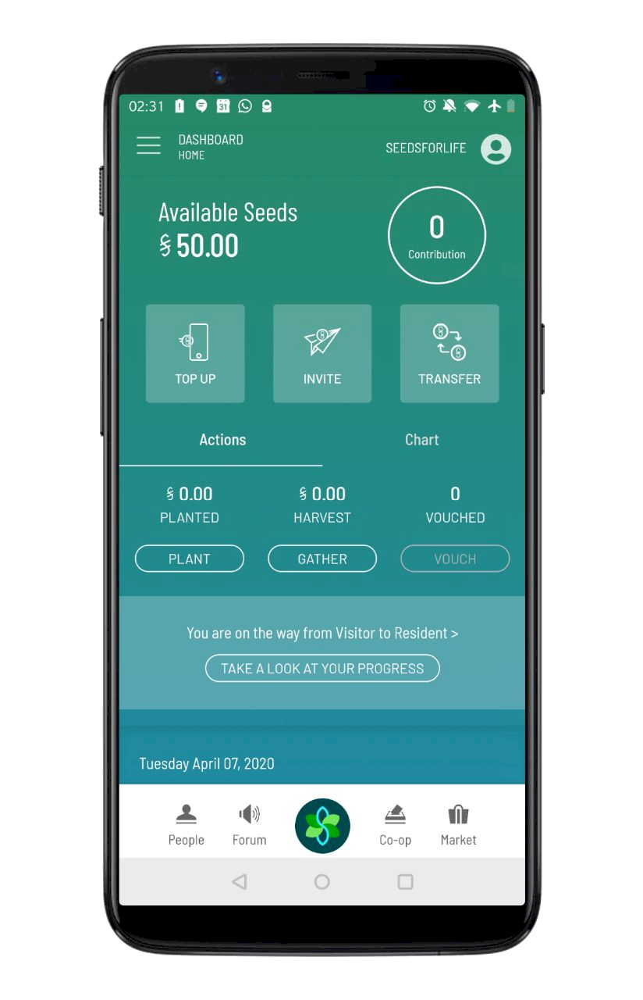 02:31
31
DASHBOARD
HOME
SEEDSFORLIFE
Available Seeds
§ 50.00
0
Contribution
TOP UP
INVITE
TRANSFER
Actions
Chart
§ 0.00
§ 0.00
0
PLANTED
HARVEST
VOUCHED
PLANT
GATHER
VOUCH
You are on the way from Visitor to Resident >
TAKE A LOOK AT YOUR PROGRESS
Tuesday April 07, 2020
People
Forum
Co-op
Market